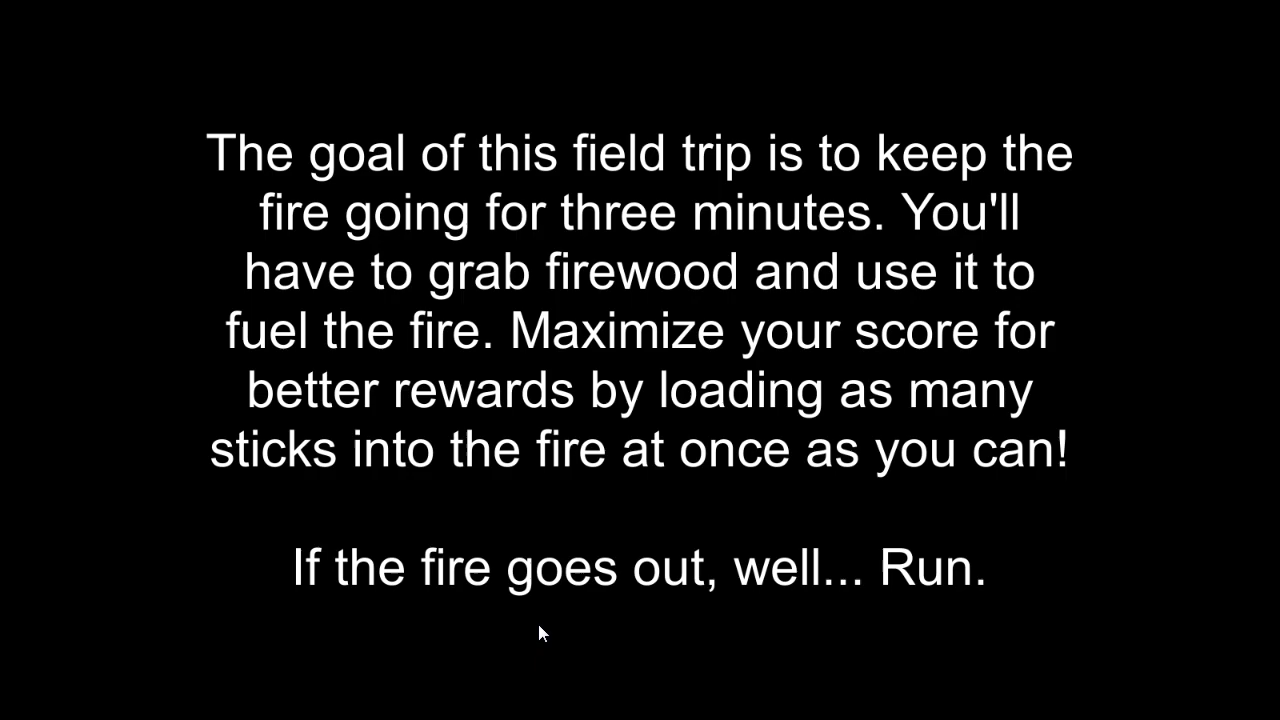 The goal of this field trip is to keep the
fire going for three minutes. You'll
have to grab firewood and use it to
fuel the fire. Maximize your score for
better rewards by loading as many
sticks into the fire at once as you can!
If the fire goes out, well... Run.